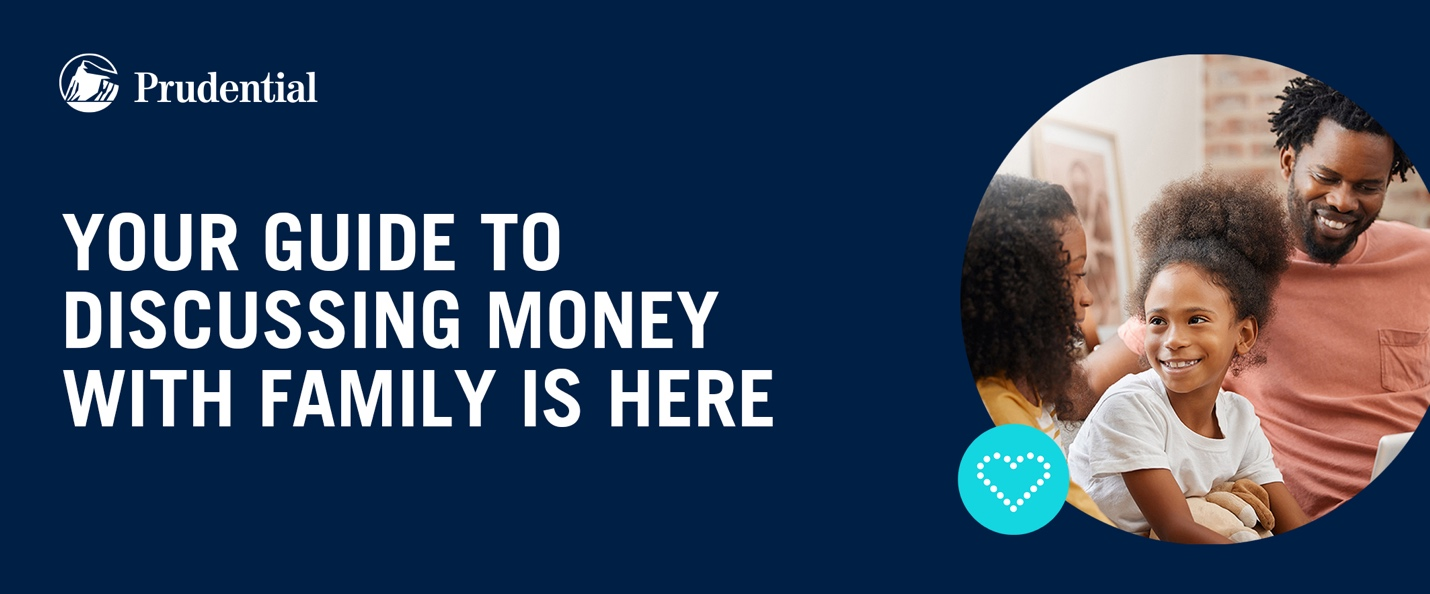 Prudential
YOUR GUIDE TO
DISCUSSING MONEY
WITH FAMILY IS HERE